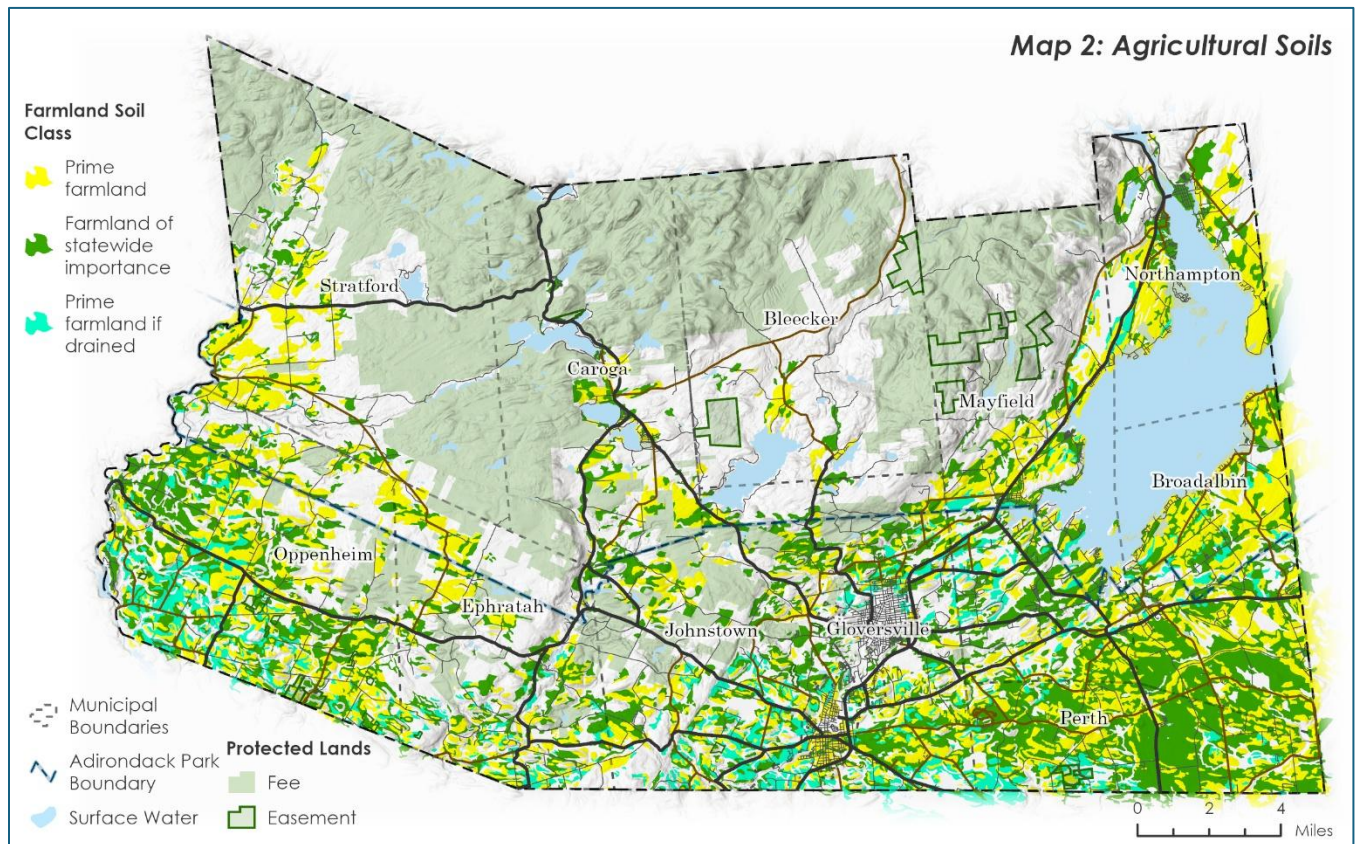 Map 2: Agricultural Soils
Farmland Soil
Class
Prime
farmland
Farmland of
statewide
importance
Prime
farmland if
drained
Northampton
Stratford
Bleecker
Caroga
Mayfield
Broadalbin
Oppenheim
Ephratah
Johnstown
Gloversville
Perth
Municipal
Boundaries
Adirondack Park
Boundary
Surface Water
Protected Lands
Fee
Easement
0 2 4
Miles